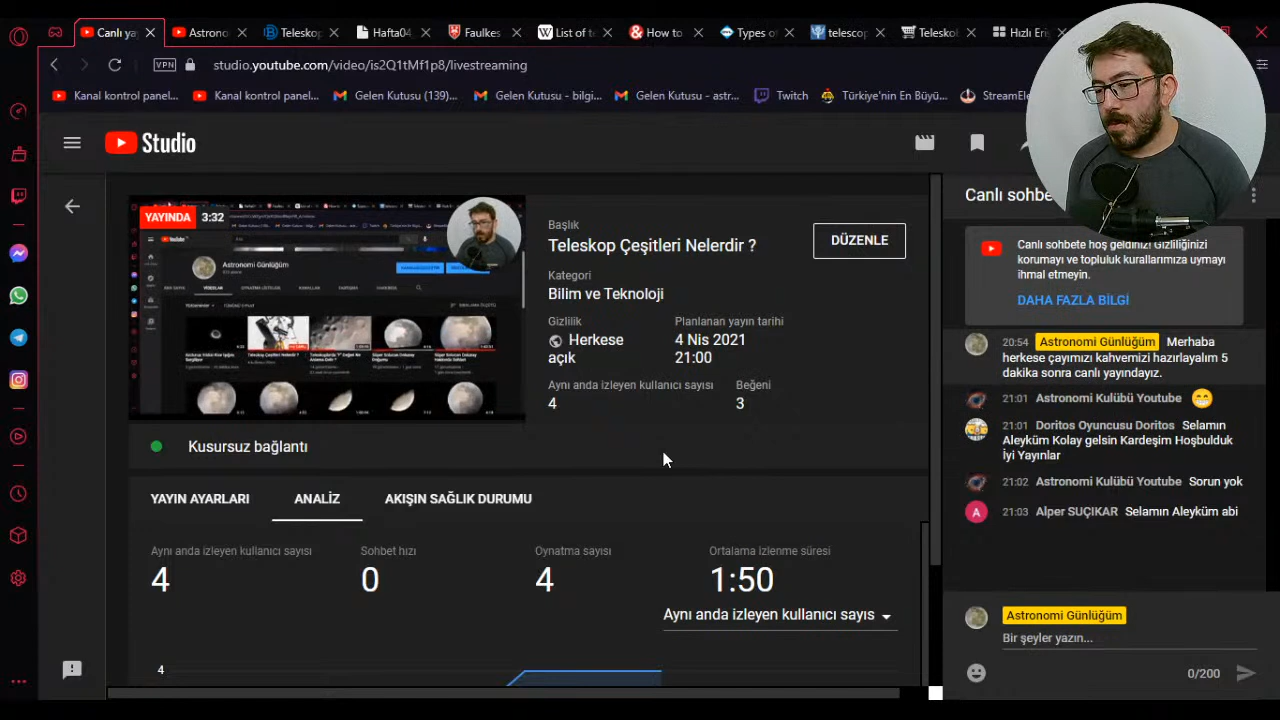 Canlı ya
Astrono
Teleskop
Hafta04
Faulkes
List of te
How to
Types of
telescop
Teleskol
Hızlı Eriş
VPN
studio.youtube.com/video/is2Q1tMf1p8/livestreaming
Kanal kontrol panel...
Kanal kontrol panel...
Gelen Kutusu (139)...
Gelen Kutusu - bilgi...
Gelen Kutusu - astr...
Twitch
Türkiye'nin En Büyü...
StreamEle
Studio
YAYINDA
3:32
Astronomi Günlüğüm
Başlık
Teleskop Çeşitleri Nelerdir ?
DÜZENLE
Kategori
Bilim ve Teknoloji
Gizlilik
Herkese
açık
Planlanan yayın tarihi
4 Nis 2021
21:00
Aynı anda izleyen kullanıcı sayısı
4
Beğeni
3
Kusursuz bağlantı
YAYIN AYARLARI
ANALİZ
AKIŞIN SAĞLIK DURUMU
Aynı anda izleyen kullanıcı sayısı
4
Sohbet hızı
0
Oynatma sayısı
4
Ortalama izlenme süresi
1:50
Aynı anda izleyen kullanıcı sayıs
4
Canlı sohbe
Canlı sohbete hoş geldiniz! Gizliliğinizi
korumayı ve topluluk kurallarımıza uymayı
ihmal etmeyin.
DAHA FAZLA BİLGİ
20:54 Astronomi Günlüğüm Merhaba
herkese çayımızı kahvemizi hazırlayalım 5
dakika sonra canlı yayındayız.
21:01 Astronomi Kulübü Youtube
21:01 Doritos Oyuncusu Doritos Selamın
Aleyküm Kolay gelsin Kardeşim Hoşbulduk
İyi Yayınlar
21:02 Astronomi Kulübü Youtube Sorun yok
A
21:03 Alper SUÇIKAR Selamın Aleyküm abi
Astronomi Günlüğüm
Bir şeyler yazın...
0/200